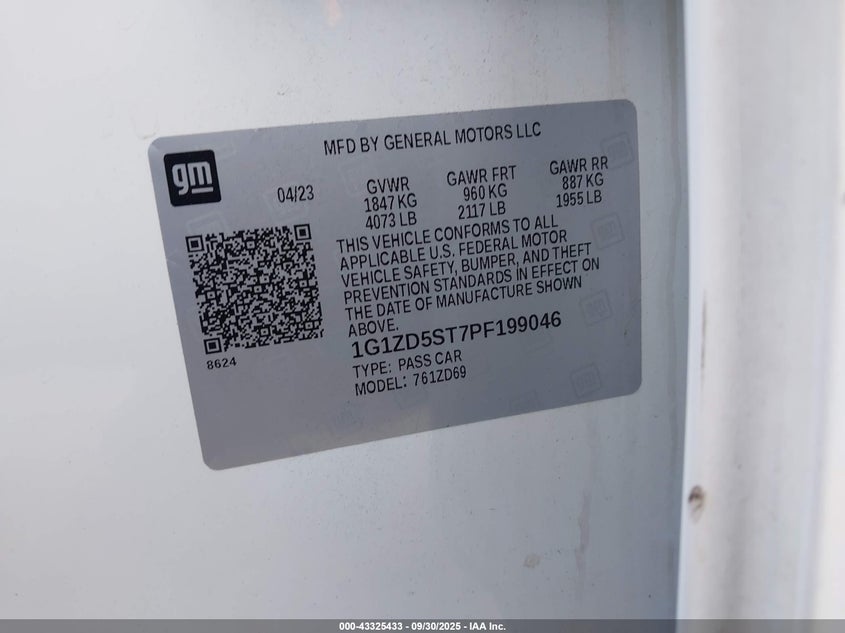 MFD BY GENERAL MOTORS LLC
gm
04/23
GVWR
1847 KG
4073 LB
GAWR FRT
960 KG
2117 LB
GAWR RR
887 KG
1955 LB
THIS VEHICLE CONFORMS TO ALL
APPLICABLE U.S. FEDERAL MOTOR
VEHICLE SAFETY, BUMPER, AND THEFT
PREVENTION STANDARDS IN EFFECT ON
THE DATE OF MANUFACTURE SHOWN
ABOVE.
8624
1G1ZD5ST7PF199046
TYPE: PASS CAR
MODEL: 761ZD69
000-43325433 - 09/30/2025 - IAA Inc.